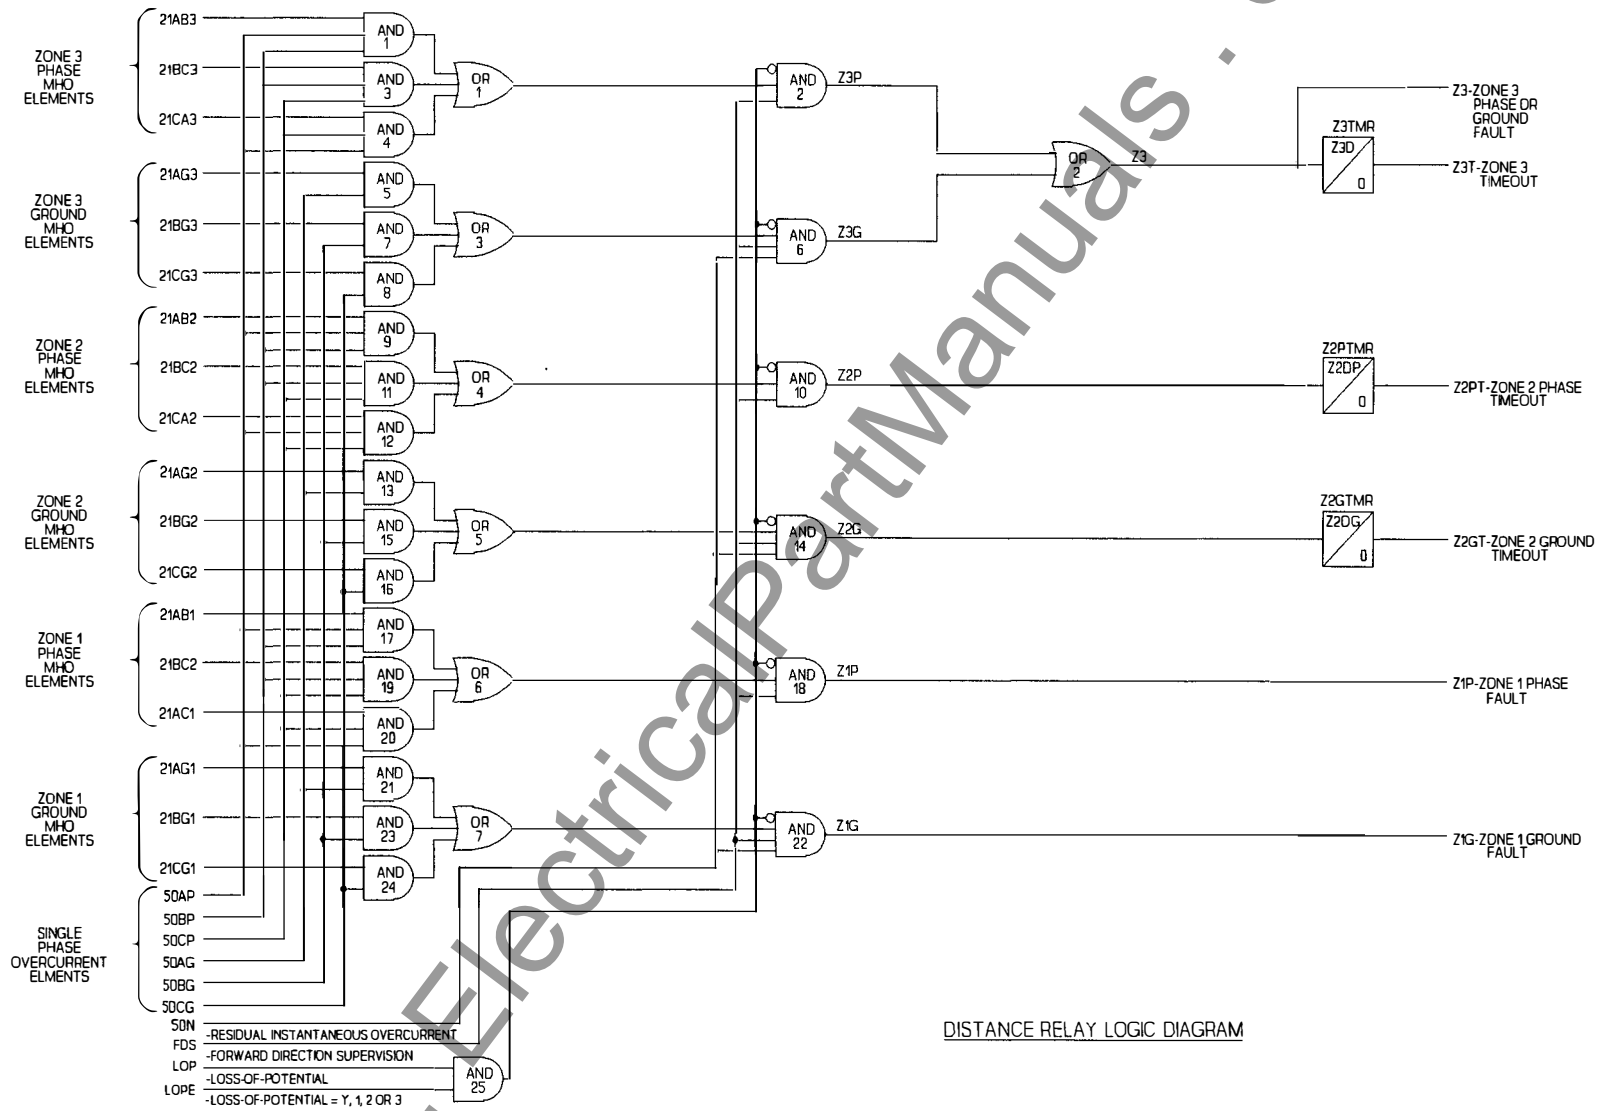 ZONE 3
PHASE
MHO
ELEMENTS
21AB3
21BC3
21CA3
ZONE 3
GROUND
MHO
ELEMENTS
21AG3
21BG3
21CG3
ZONE 2
PHASE
MHO
ELEMENTS
21AB2
21BC2
21CA2
ZONE 2
GROUND
MHO
ELEMENTS
21AG2
21BG2
21CG2
ZONE 1
PHASE
MHO
ELEMENTS
21AB1
21BC2
21AC1
ZONE 1
GROUND
MHO
ELEMENTS
21AG1
21BG1
21CG1
SINGLE
PHASE
OVERCURRENT
ELMENTS
50AP
50BP
50CP
50AG
50BG
50CG
50N
-RESIDUAL INSTANTANEOUS OVERCURRENT
FDS
-FORWARD DIRECTION SUPERVISION
LOP
-LOSS-OF-POTENTIAL
LOPE
-LOSS-OF-POTENTIAL = Y, 1, 2 OR 3
AND
1
AND
3
AND
4
AND
5
AND
7
AND
8
AND
9
AND
11
AND
12
AND
13
AND
15
AND
16
AND
17
AND
19
AND
20
AND
21
AND
23
AND
24
AND
25
OR
1
OR
3
OR
4
OR
5
OR
6
OR
7
AND
2
Z3P
AND
6
Z3G
AND
10
Z2P
AND
14
Z2G
AND
18
Z1P
AND
22
Z1G
OR
2
Z3
Z3TMR
Z3D
0
Z2PTMR
Z2DP
0
Z2GTMR
Z2DG
0
Z3-ZONE 3
PHASE OR
GROUND
FAULT
Z3T-ZONE 3
TIMEOUT
Z2PT-ZONE 2 PHASE
TIMEOUT
Z2GT-ZONE 2 GROUND
TIMEOUT
Z1P-ZONE 1 PHASE
FAULT
Z1G-ZONE 1 GROUND
FAULT
DISTANCE RELAY LOGIC DIAGRAM
ElectricalPartManuals .